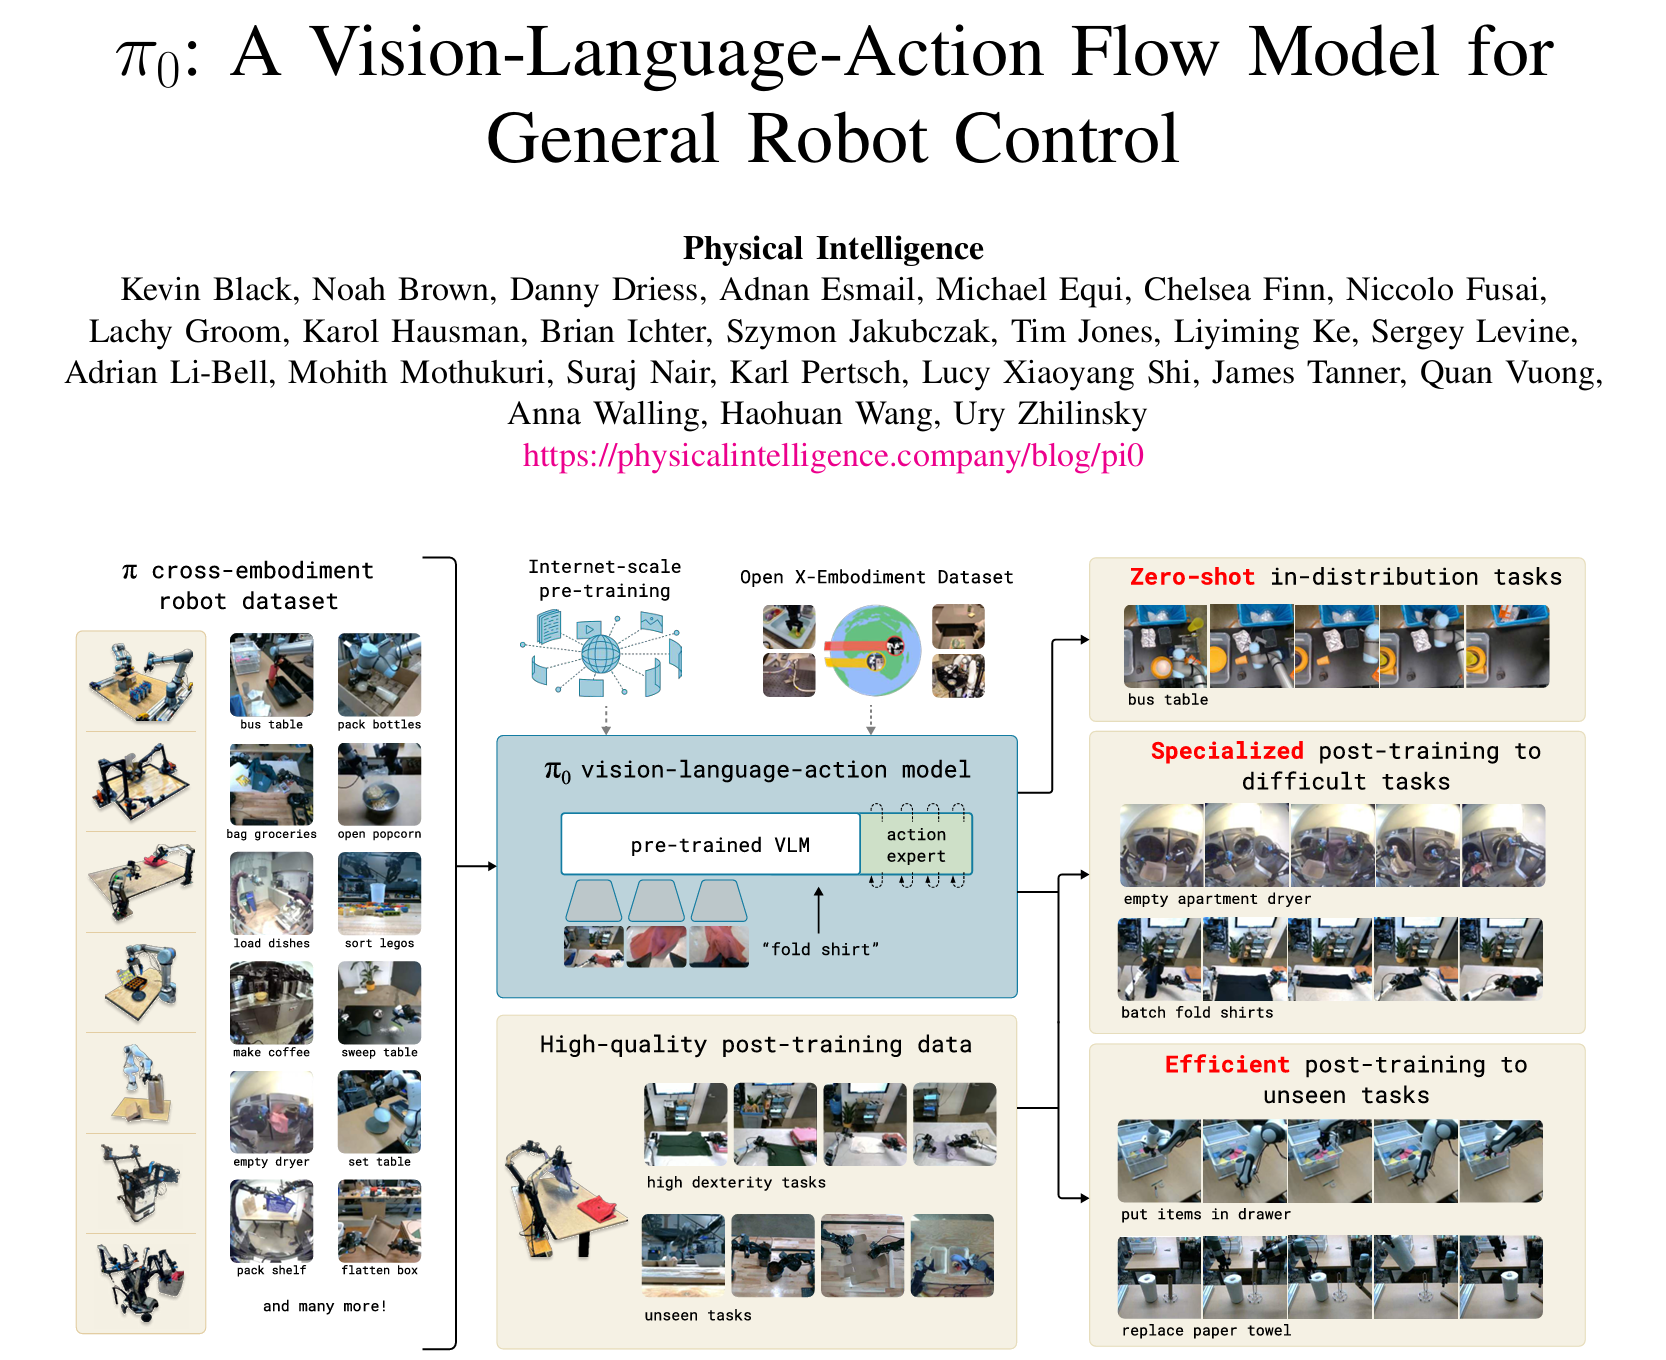 π0: A Vision-Language-Action Flow Model for
General Robot Control
Physical Intelligence
Kevin Black, Noah Brown, Danny Driess, Adnan Esmail, Michael Equi, Chelsea Finn, Niccolo Fusai,
Lachy Groom, Karol Hausman, Brian Ichter, Szymon Jakubczak, Tim Jones, Liyiming Ke, Sergey Levine,
Adrian Li-Bell, Mohith Mothukuri, Suraj Nair, Karl Pertsch, Lucy Xiaoyang Shi, James Tanner, Quan Vuong,
Anna Walling, Haohuan Wang, Ury Zhilinsky
https://physicalintelligence.company/blog/pi0
π cross-embodiment
robot dataset
bus table
pack bottles
bag groceries
open popcorn
load dishes
sort legos
make coffee
sweep table
empty dryer
set table
pack shelf
flatten box
and many more!
Internet-scale
pre-training
Open X-Embodiment Dataset
π0 vision-language-action model
pre-trained VLM
action
expert
“fold shirt”
High-quality post-training data
high dexterity tasks
unseen tasks
Zero-shot in-distribution tasks
bus table
Specialized post-training to
difficult tasks
empty apartment dryer
batch fold shirts
Efficient post-training to
unseen tasks
put items in drawer
replace paper towel